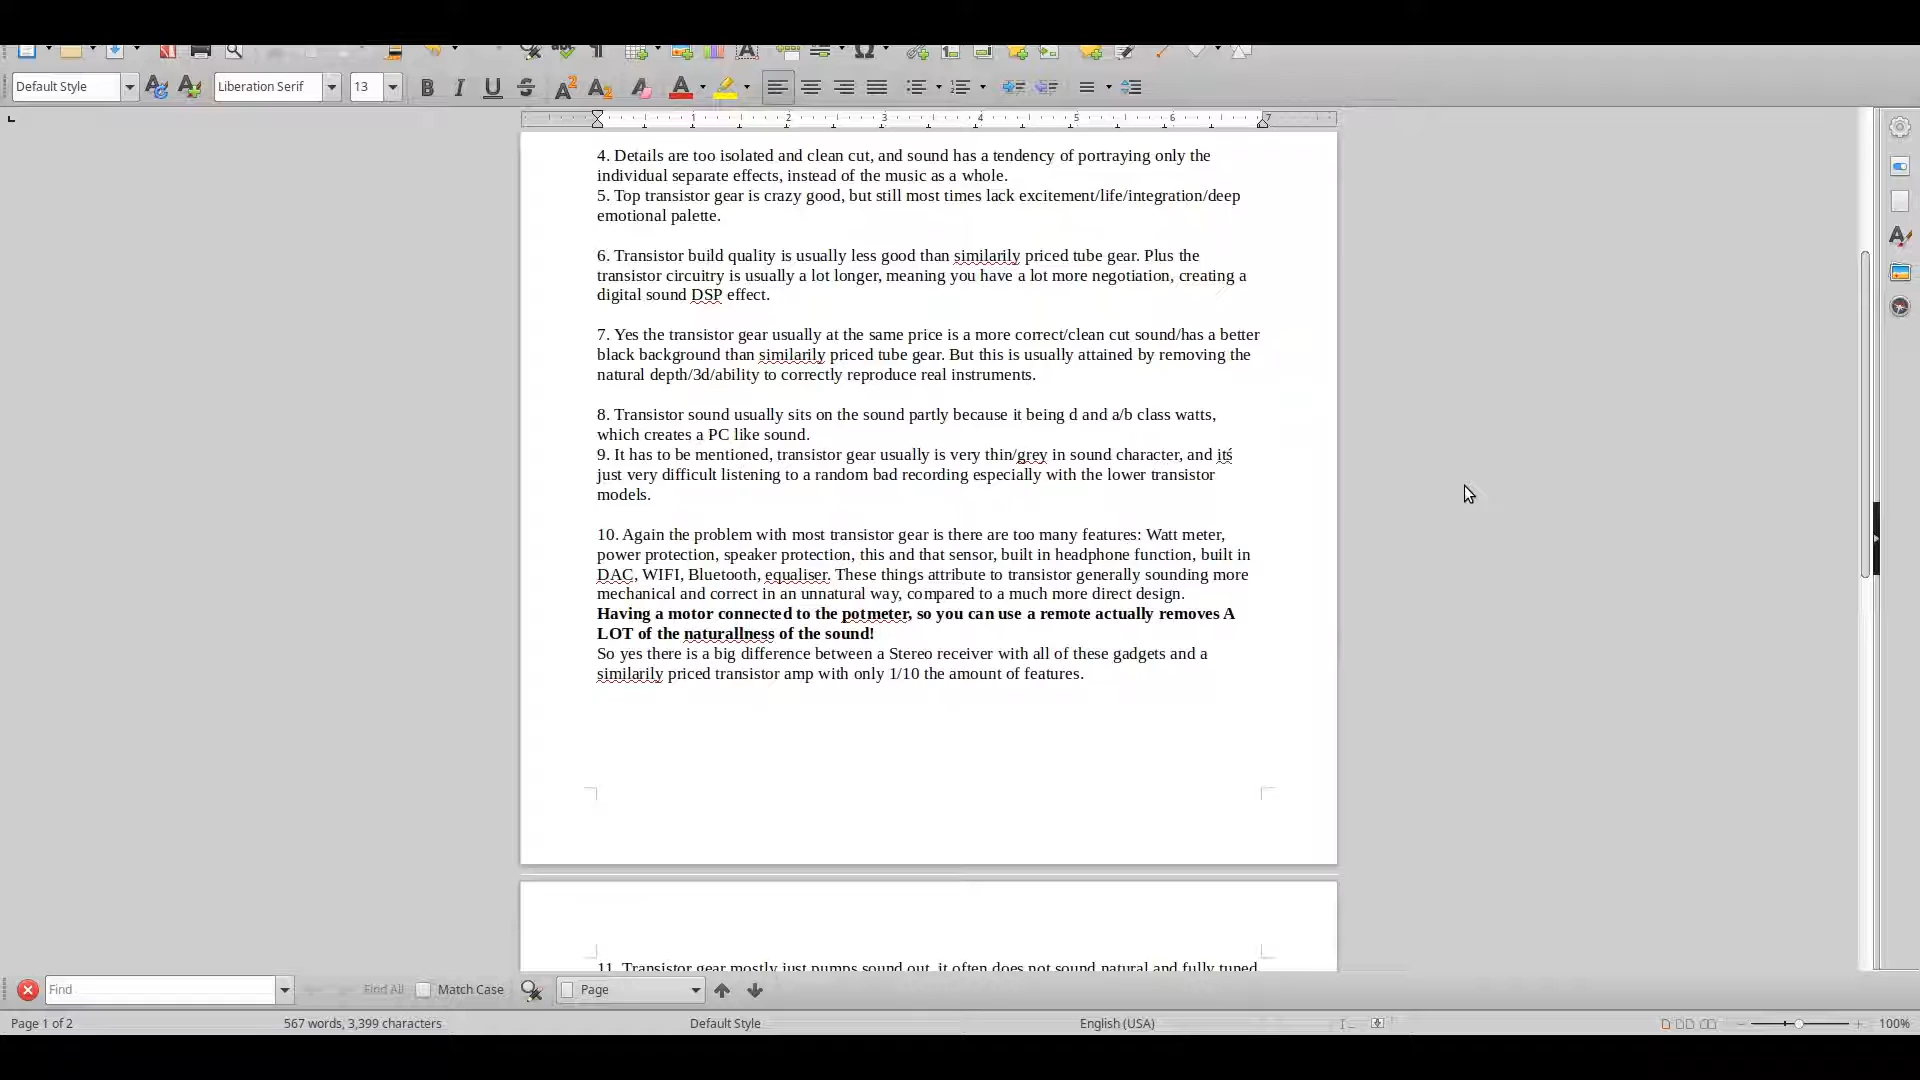 Default Style
Liberation Serif
13
1 2 3 4 5 6 7
4. Details are too isolated and clean cut, and sound has a tendency of portraying only the
individual separate effects, instead of the music as a whole.
5. Top transistor gear is crazy good, but still most times lack excitement/life/integration/deep
emotional palette.
6. Transistor build quality is usually less good than similarily priced tube gear. Plus the
transistor circuitry is usually a lot longer, meaning you have a lot more negotiation, creating a
digital sound DSP effect.
7. Yes the transistor gear usually at the same price is a more correct/clean cut sound/has a better
black background than similarily priced tube gear. But this is usually attained by removing the
natural depth/3d/ability to correctly reproduce real instruments.
8. Transistor sound usually sits on the sound partly because it being d and a/b class watts,
which creates a PC like sound.
9. It has to be mentioned, transistor gear usually is very thin/grey in sound character, and itś
just very difficult listening to a random bad recording especially with the lower transistor
models.
10. Again the problem with most transistor gear is there are too many features: Watt meter,
power protection, speaker protection, this and that sensor, built in headphone function, built in
DAC, WIFI, Bluetooth, equaliser. These things attribute to transistor generally sounding more
mechanical and correct in an unnatural way, compared to a much more direct design.
Having a motor connected to the potmeter, so you can use a remote actually removes A
LOT of the naturallness of the sound!
So yes there is a big difference between a Stereo receiver with all of these gadgets and a
similarily priced transistor amp with only 1/10 the amount of features.
11. Transistor gear mostly just pumps sound out, it often does not sound natural and fully tuned
Find
Find All
Match Case
Page
Page 1 of 2
567 words, 3,399 characters
Default Style
English (USA)
100%